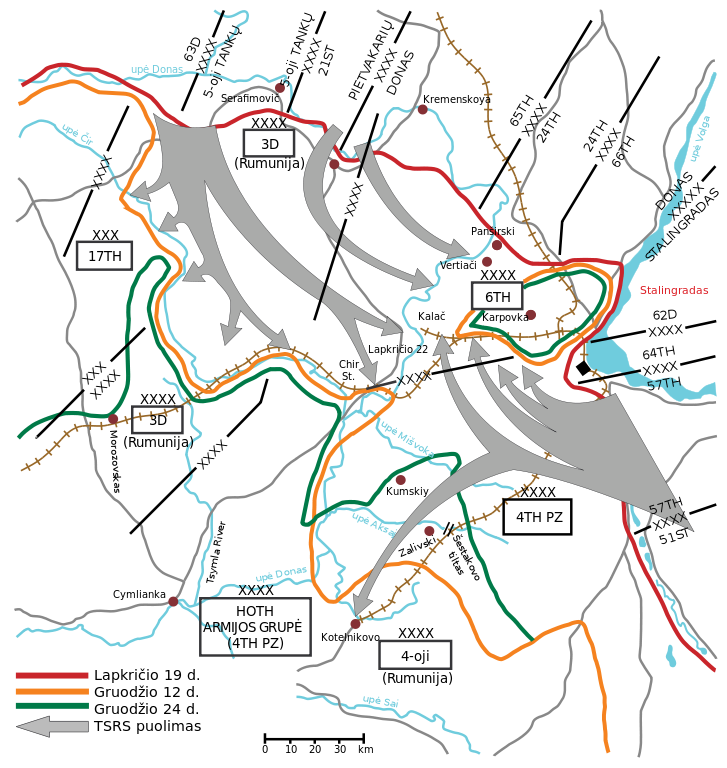 63D
XXXX
5-oji TANKŲ
5-oji TANKŲ
XXXX
21ST
PIETVAKARIŲ
XXXX
DONAS
upė Donas
Serafimovič
XXXX
3D
(Rumunija)
Kremenskoya
65TH
XXXX
24TH
24TH
XXXX
66TH
upė Volga
DONAS
XXXXX
STALINGRADAS
upė Čir
XXX
XXXX
XXX
17TH
Panširski
Vertiači
XXXX
6TH
Karpovka
Stalingradas
Kalač
62D
XXXX
64TH
XXXX
57TH
Lapkričio 22
Chir
St.
XXXX
XXX
XXXX
XXXX
3D
(Rumunija)
Morozovskas
XXXX
upė Mišvoka
Kumskiy
XXXX
4TH PZ
57TH
XXXX
51ST
upė Aksai
Zalivski
Šestakovo
tiltas
Tsymla River
upė Donas
Cymlianka
XXXX
HOTH
ARMIJOS GRUPĖ
(4TH PZ)
Kotelnikovo
XXXX
4-oji
(Rumunija)
upė Sai
Lapkričio 19 d.
Gruodžio 12 d.
Gruodžio 24 d.
TSRS puolimas
0 10 20 30 km